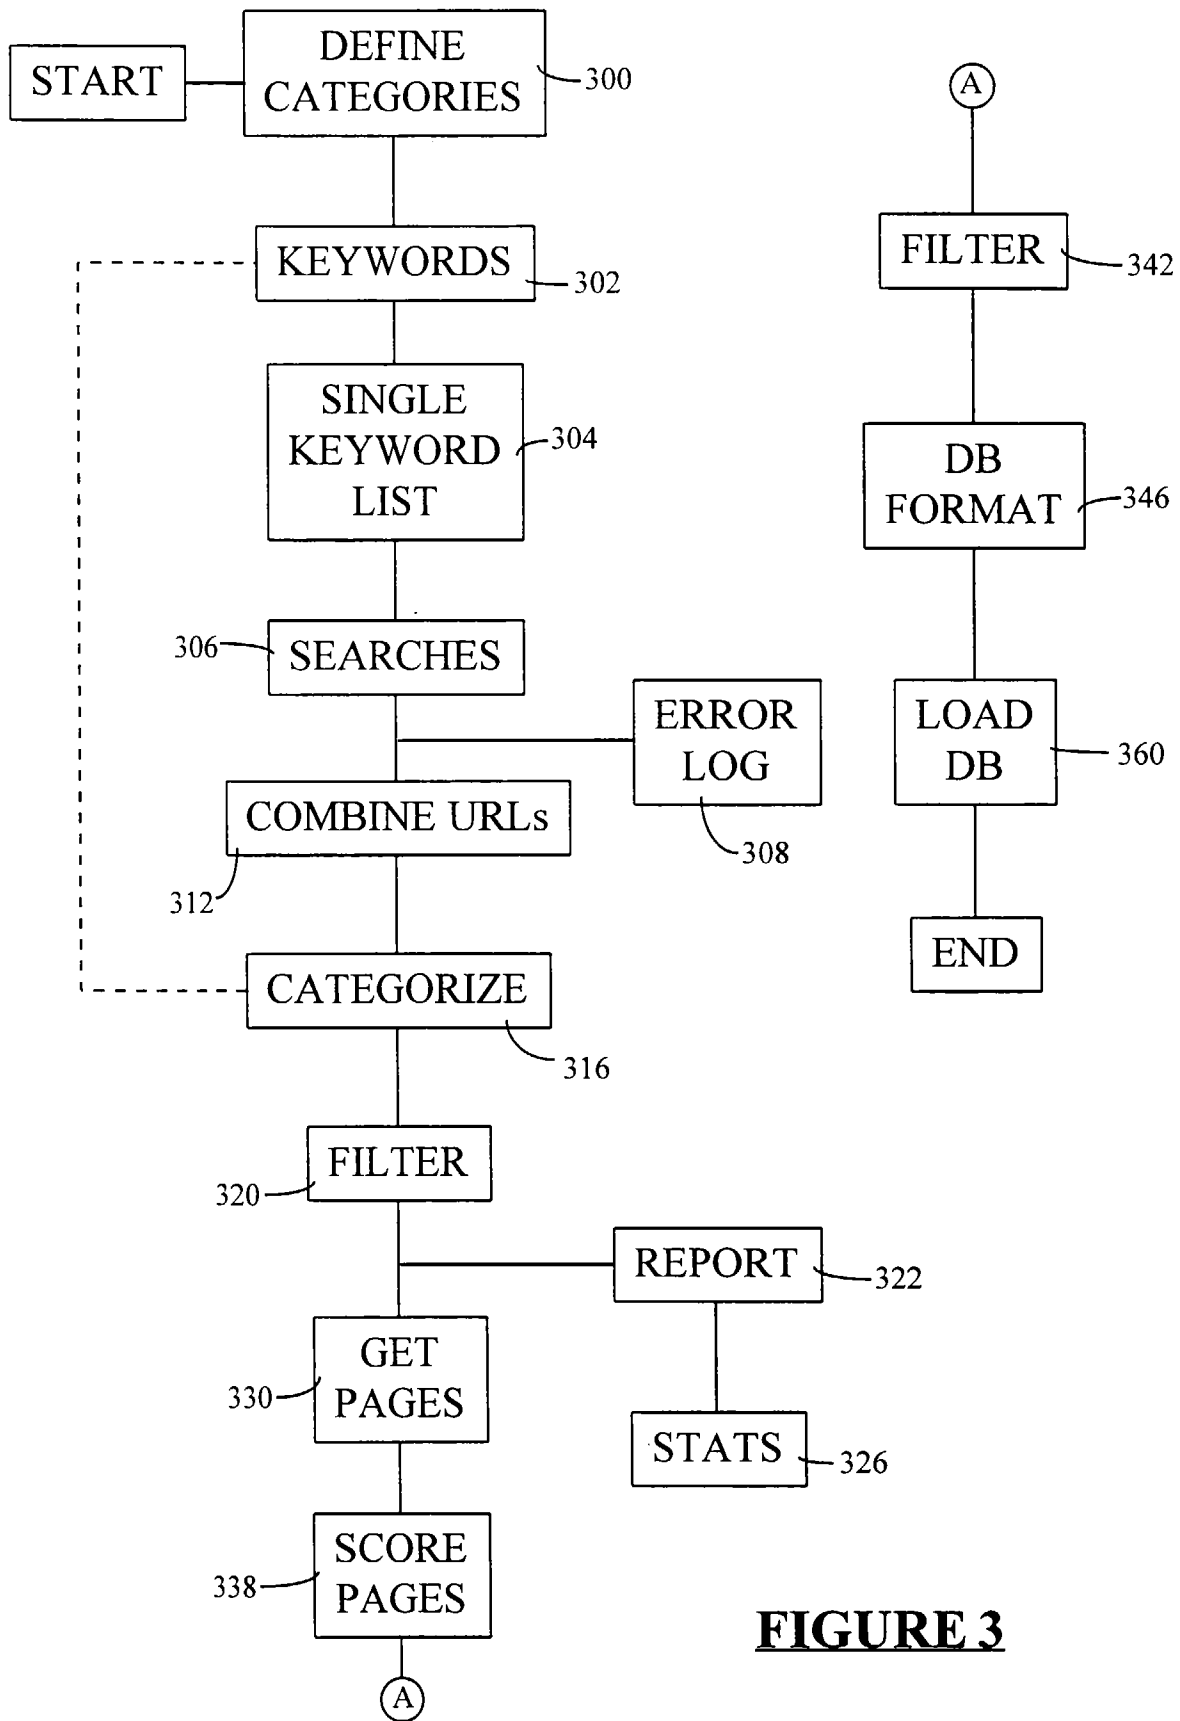 START
DEFINE
CATEGORIES
300
KEYWORDS
302
SINGLE
KEYWORD
LIST
304
306
SEARCHES
ERROR
LOG
308
COMBINE URLs
312
CATEGORIZE
316
FILTER
320
REPORT
322
GET
PAGES
330
STATS
326
SCORE
PAGES
338
A
A
FILTER
342
DB
FORMAT
346
LOAD
DB
360
END
FIGURE 3